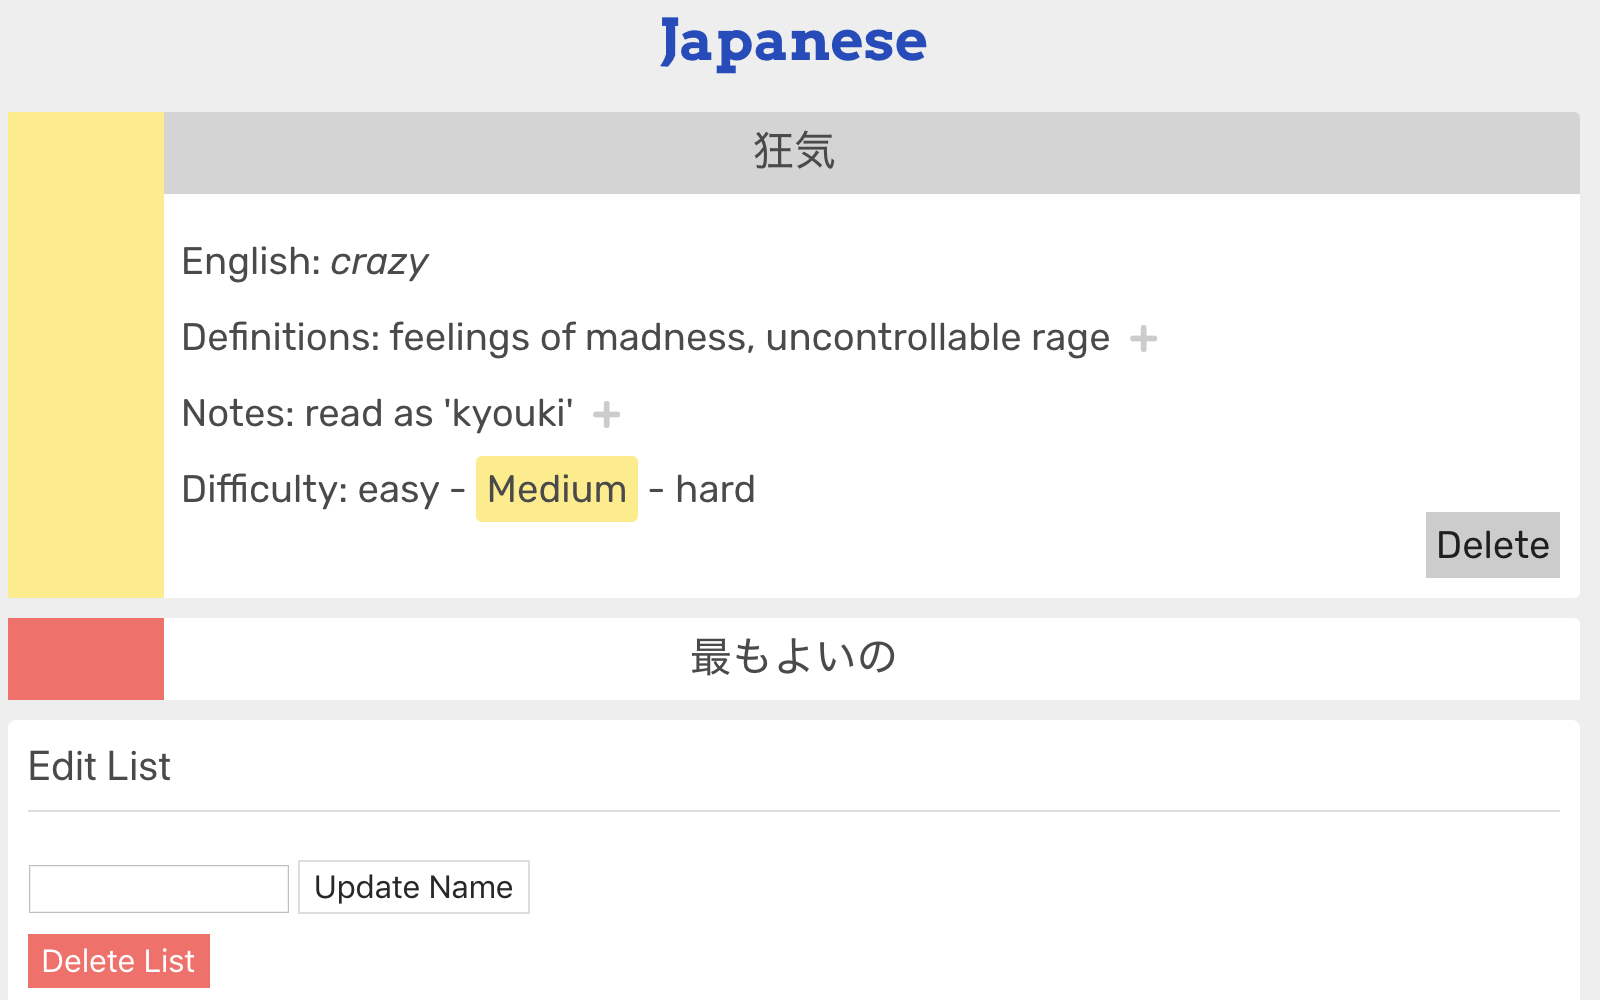 Japanese
狂気
English: crazy
Definitions: feelings of madness, uncontrollable rage +
Notes: read as 'kyouki' +
Difficulty: easy - Medium - hard
Delete
最もよいの
Edit List
Update Name
Delete List